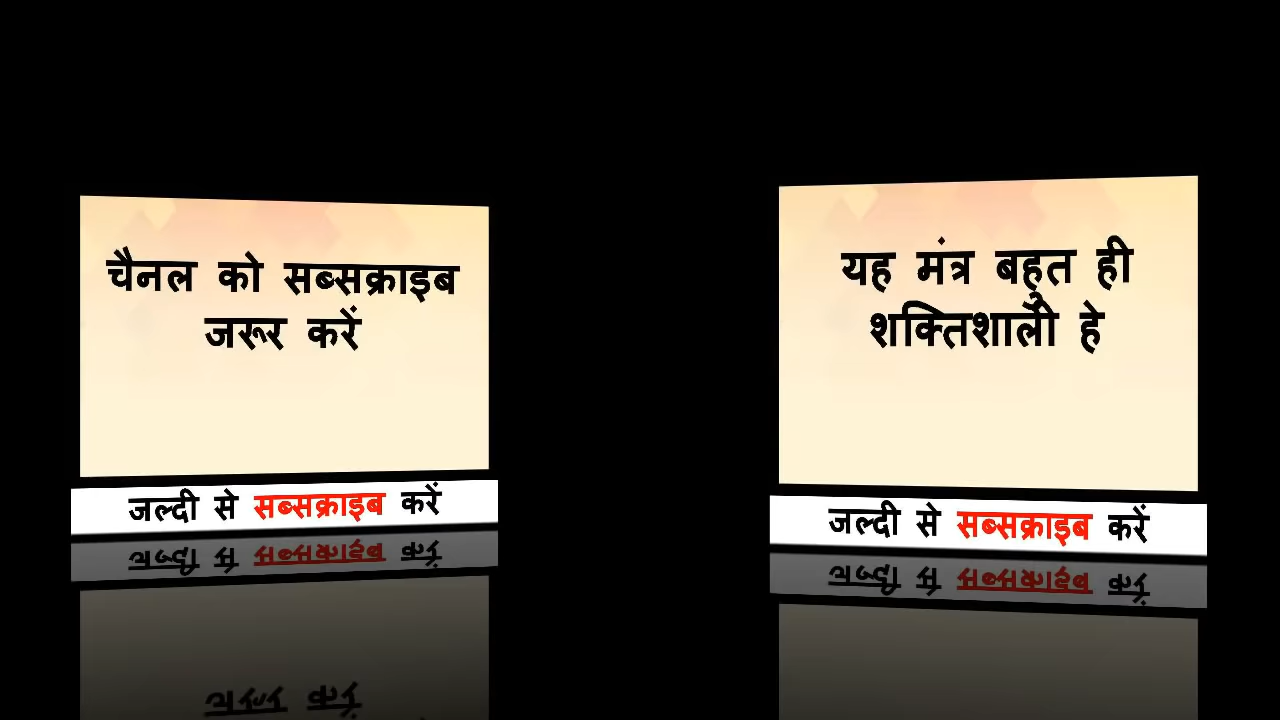 चैनल को सब्सक्राइब
जरूर करें
जल्दी से सब्सक्राइब करें
यह मंत्र बहुत ही
शक्तिशाली हे
जल्दी से सब्सक्राइब करें